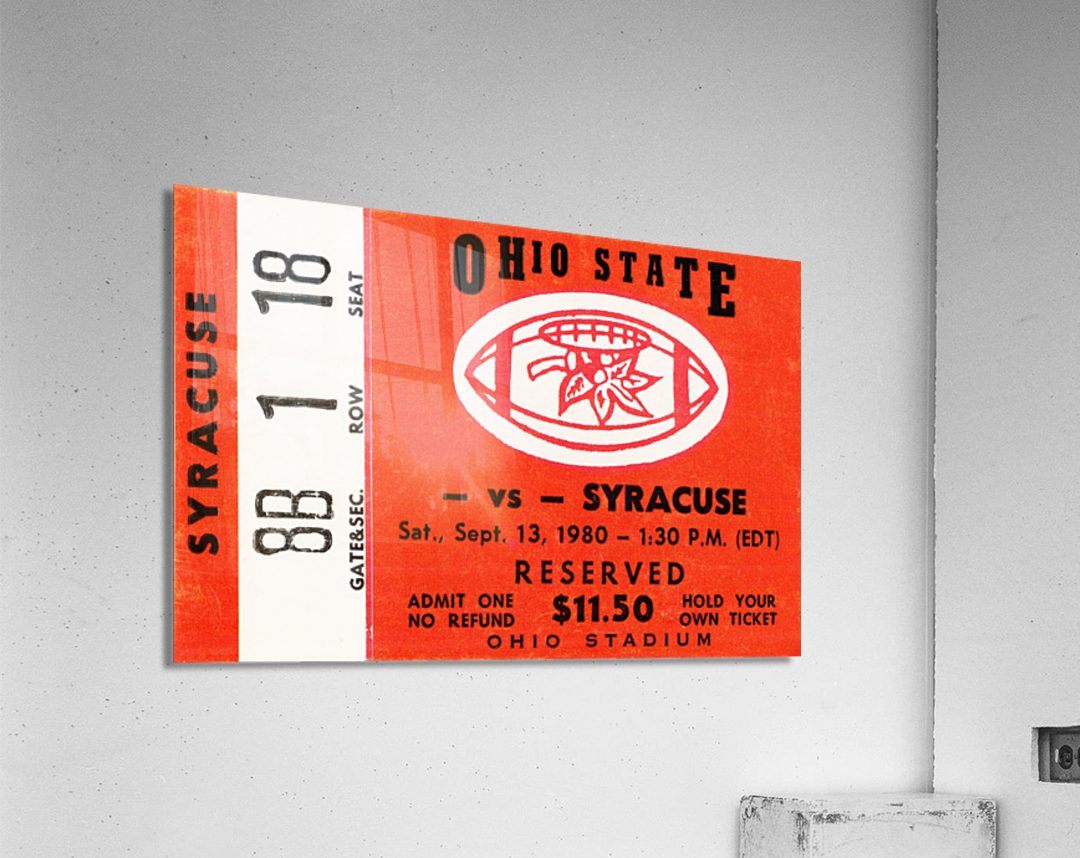 SYRACUSE
18 SEAT
1 ROW
8B GATE&SEC.
OHIO STATE
– vs – SYRACUSE
Sat., Sept. 13, 1980 – 1:30 P.M. (EDT)
RESERVED
ADMIT ONE
NO REFUND
$11.50
HOLD YOUR
OWN TICKET
OHIO STADIUM